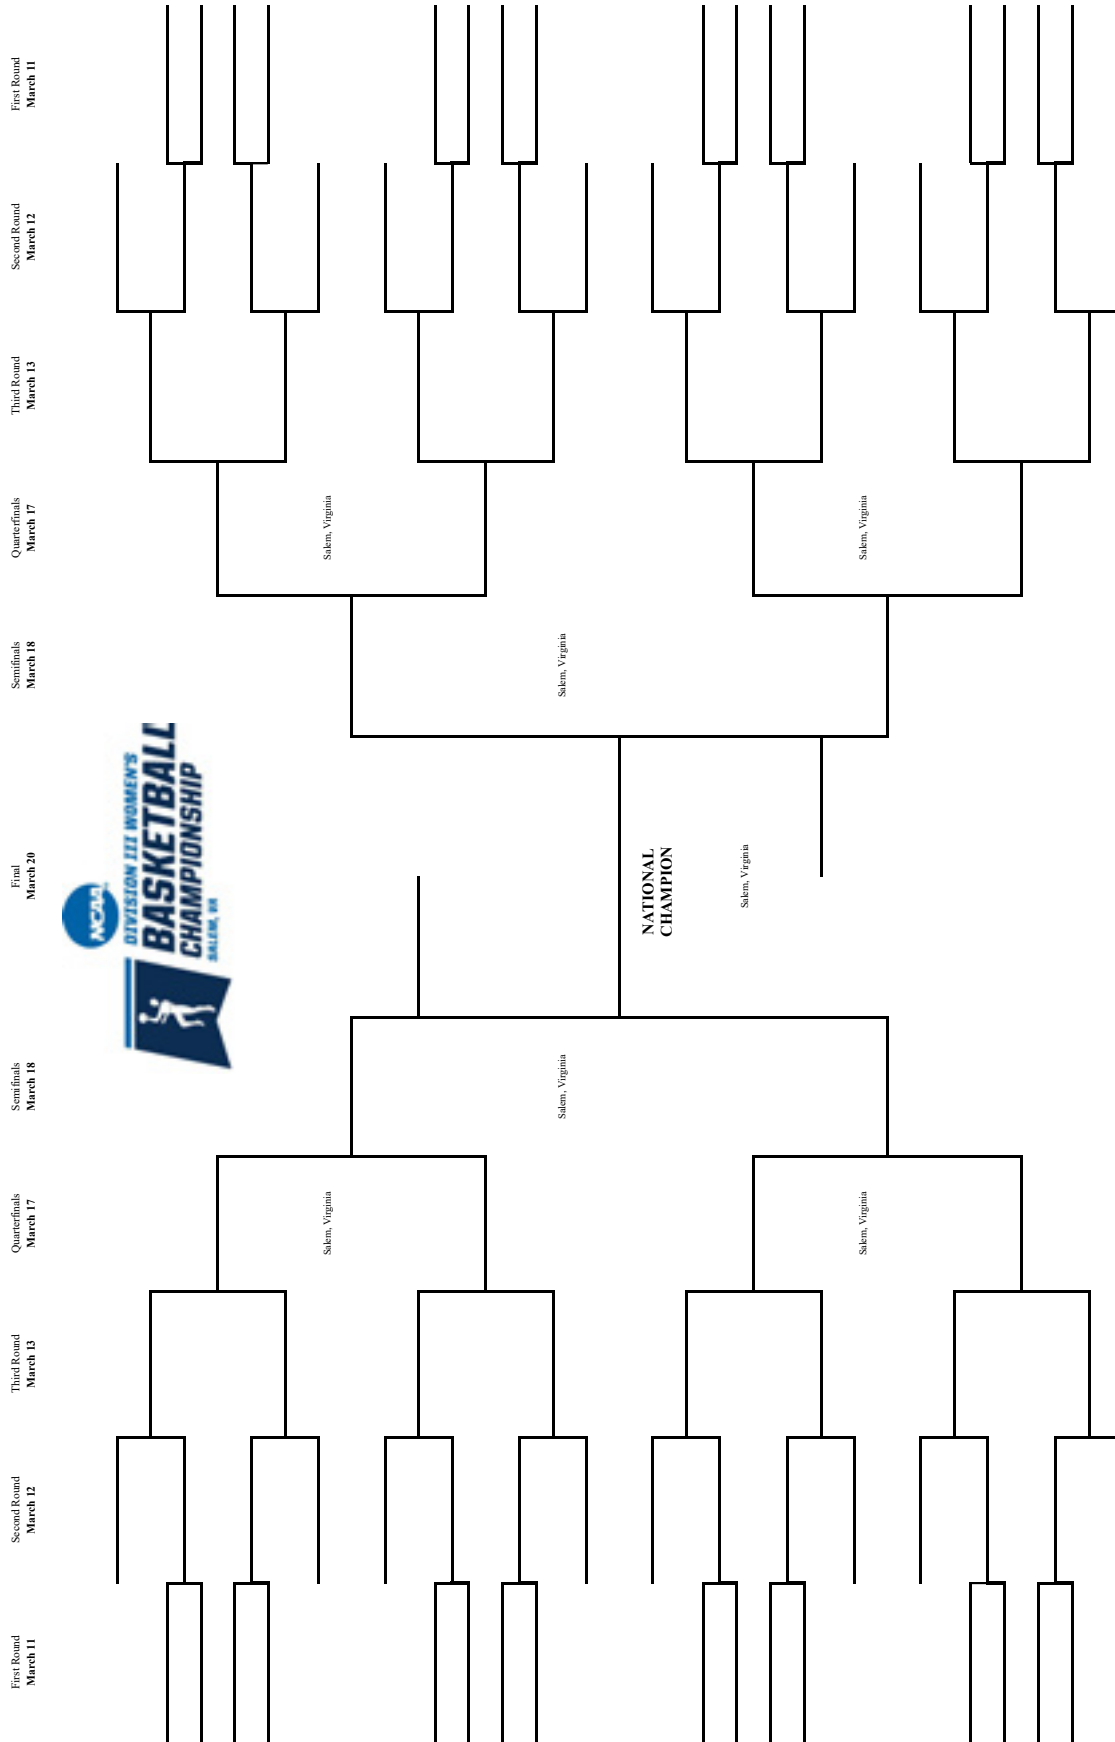 First Round
March 11
Second Round
March 12
Third Round
March 13
Quarterfinals
March 17
Semifinals
March 18
Final
March 20
Semifinals
March 18
Quarterfinals
March 17
Third Round
March 13
Second Round
March 12
First Round
March 11
NCAA
DIVISION III WOMEN'S
BASKETBALL
CHAMPIONSHIP
SALEM, VA
Salem, Virginia
Salem, Virginia
Salem, Virginia
Salem, Virginia
NATIONAL
CHAMPION
Salem, Virginia
Salem, Virginia
Salem, Virginia